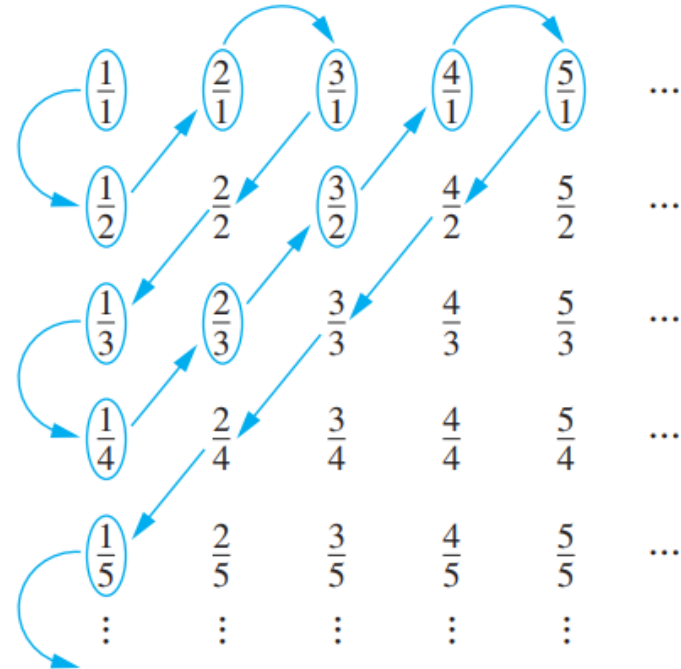 1/1 2/1 3/1 4/1 5/1 ...
1/2 2/2 3/2 4/2 5/2 ...
1/3 2/3 3/3 4/3 5/3 ...
1/4 2/4 3/4 4/4 5/4 ...
1/5 2/5 3/5 4/5 5/5 ...
⋮ ⋮ ⋮ ⋮ ⋮